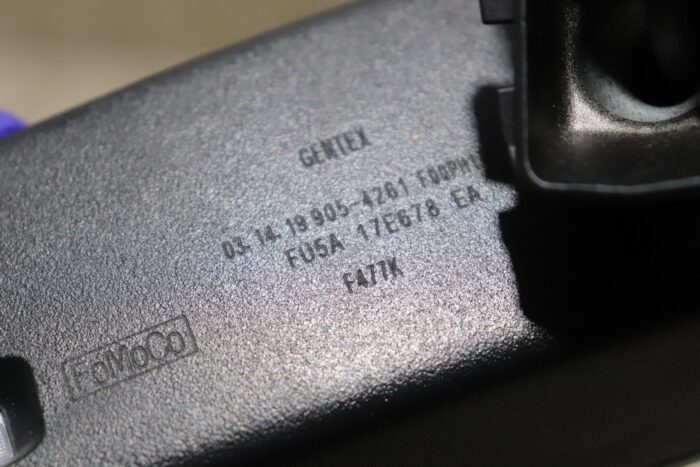 GENTEX
03.14.19 905-4261
FU5A 17E678 EA
F477K
FoMoCo